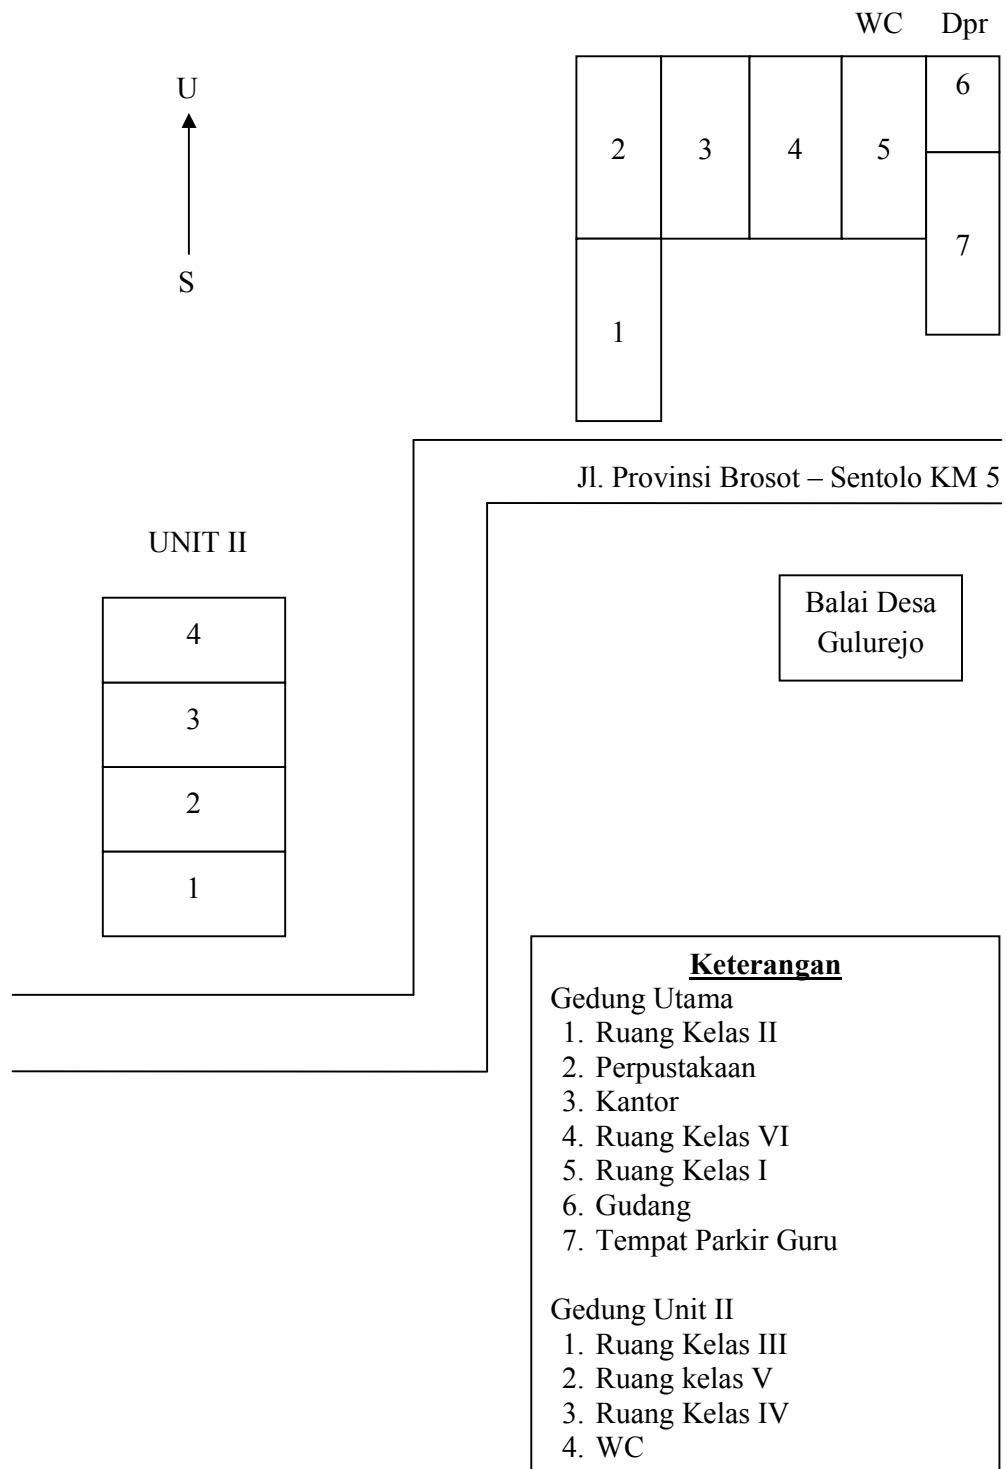 WC Dpr
U
6
2 3 4 5
7
S
1
Jl. Provinsi Brosot – Sentolo KM 5
UNIT II
Balai Desa
Gulurejo
4
3
2
1
Keterangan
Gedung Utama
1. Ruang Kelas II
2. Perpustakaan
3. Kantor
4. Ruang Kelas VI
5. Ruang Kelas I
6. Gudang
7. Tempat Parkir Guru
Gedung Unit II
1. Ruang Kelas III
2. Ruang kelas V
3. Ruang Kelas IV
4. WC